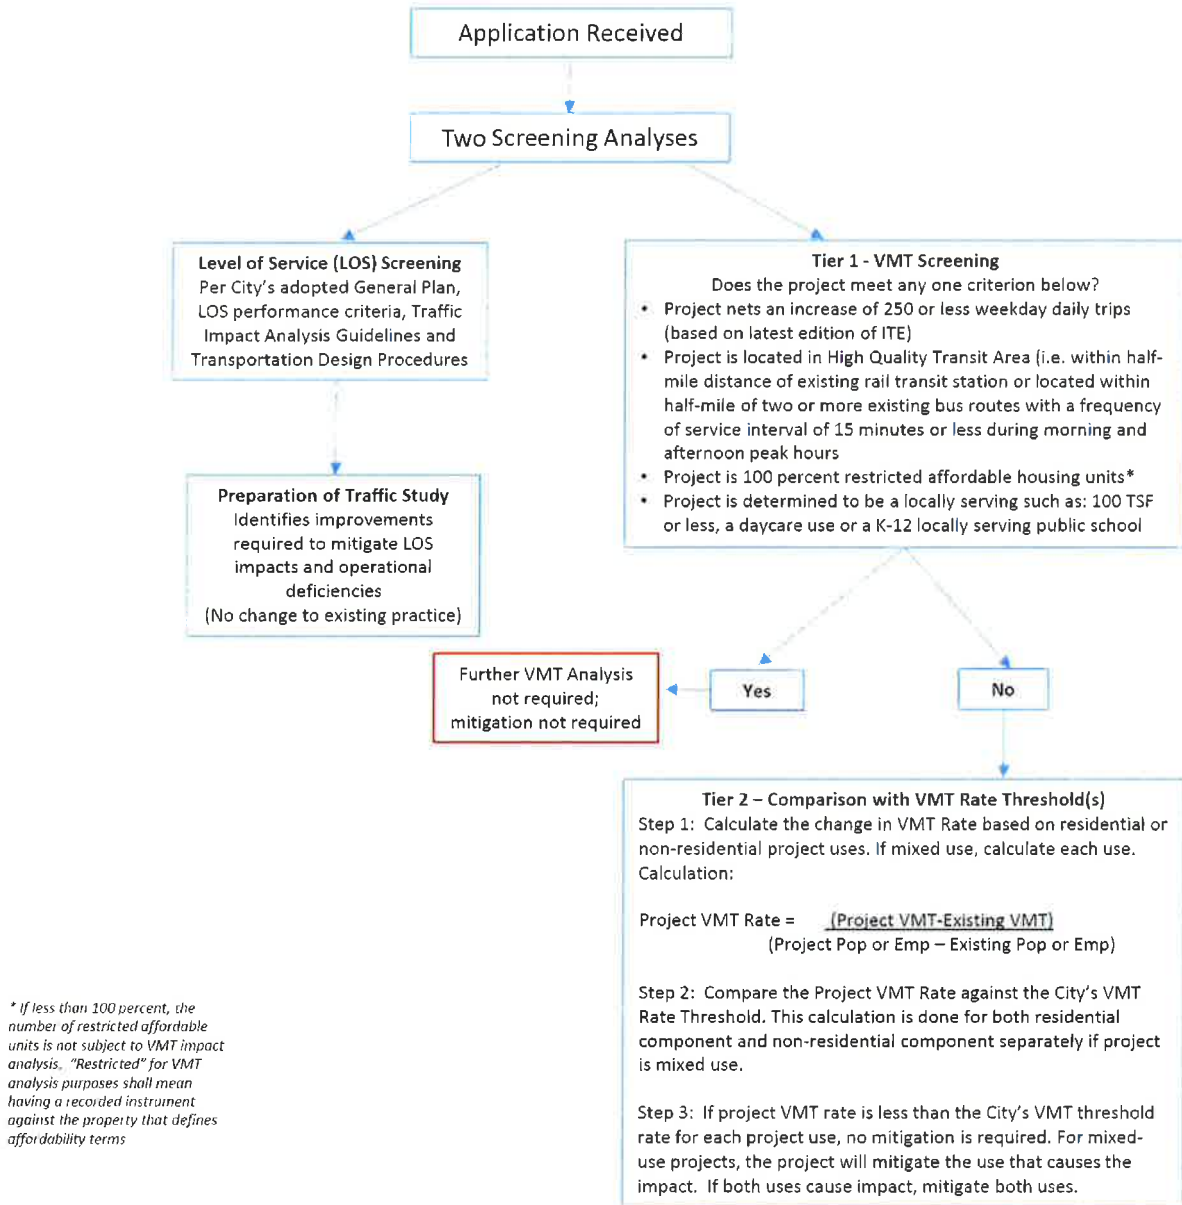 Application Received
Two Screening Analyses
Level of Service (LOS) Screening
Per City's adopted General Plan,
LOS performance criteria, Traffic
Impact Analysis Guidelines and
Transportation Design Procedures
Preparation of Traffic Study
Identifies improvements
required to mitigate LOS
impacts and operational
deficiencies
(No change to existing practice)
Tier 1 - VMT Screening
Does the project meet any one criterion below?
• Project nets an increase of 250 or less weekday daily trips
(based on latest edition of ITE)
• Project is located in High Quality Transit Area (i.e. within half-
mile distance of existing rail transit station or located within
half-mile of two or more existing bus routes with a frequency
of service interval of 15 minutes or less during morning and
afternoon peak hours
• Project is 100 percent restricted affordable housing units*
• Project is determined to be a locally serving such as: 100 TSF
or less, a daycare use or a K-12 locally serving public school
Further VMT Analysis
not required;
mitigation not required
Yes
No
Tier 2 – Comparison with VMT Rate Threshold(s)
Step 1: Calculate the change in VMT Rate based on residential or
non-residential project uses. If mixed use, calculate each use.
Calculation:
Project VMT Rate = (Project VMT-Existing VMT)
(Project Pop or Emp – Existing Pop or Emp)
Step 2: Compare the Project VMT Rate against the City's VMT
Rate Threshold. This calculation is done for both residential
component and non-residential component separately if project
is mixed use.
Step 3: If project VMT rate is less than the City's VMT threshold
rate for each project use, no mitigation is required. For mixed-
use projects, the project will mitigate the use that causes the
impact. If both uses cause impact, mitigate both uses.
* If less than 100 percent, the
number of restricted affordable
units is not subject to VMT impact
analysis. "Restricted" for VMT
analysis purposes shall mean
having a recorded instrument
against the property that defines
affordability terms